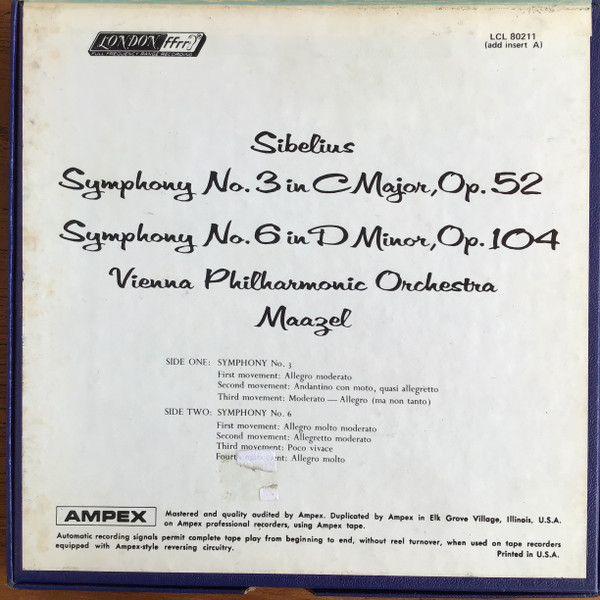 LONDON ffrr
FULL FREQUENCY RANGE RECORDING
LCL 80211
(add insert A)
Sibelius
Symphony No. 3 in C Major, Op. 52
Symphony No. 6 in D Minor, Op. 104
Vienna Philharmonic Orchestra
Maazel
SIDE ONE: SYMPHONY No. 3
First movement: Allegro moderato
Second movement: Andantino con moto, quasi allegretto
Third movement: Moderato — Allegro (ma non tanto)
SIDE TWO: SYMPHONY No. 6
First movement: Allegro molto moderato
Second movement: Allegretto moderato
Third movement: Poco vivace
Fourth movement: Allegro molto
AMPEX
Mastered and quality audited by Ampex. Duplicated by Ampex in Elk Grove Village, Illinois, U.S.A.
on Ampex professional recorders, using Ampex tape.
Automatic recording signals permit complete tape play from beginning to end, without reel turnover, when used on tape recorders
equipped with Ampex-style reversing circuitry.
Printed in U.S.A.